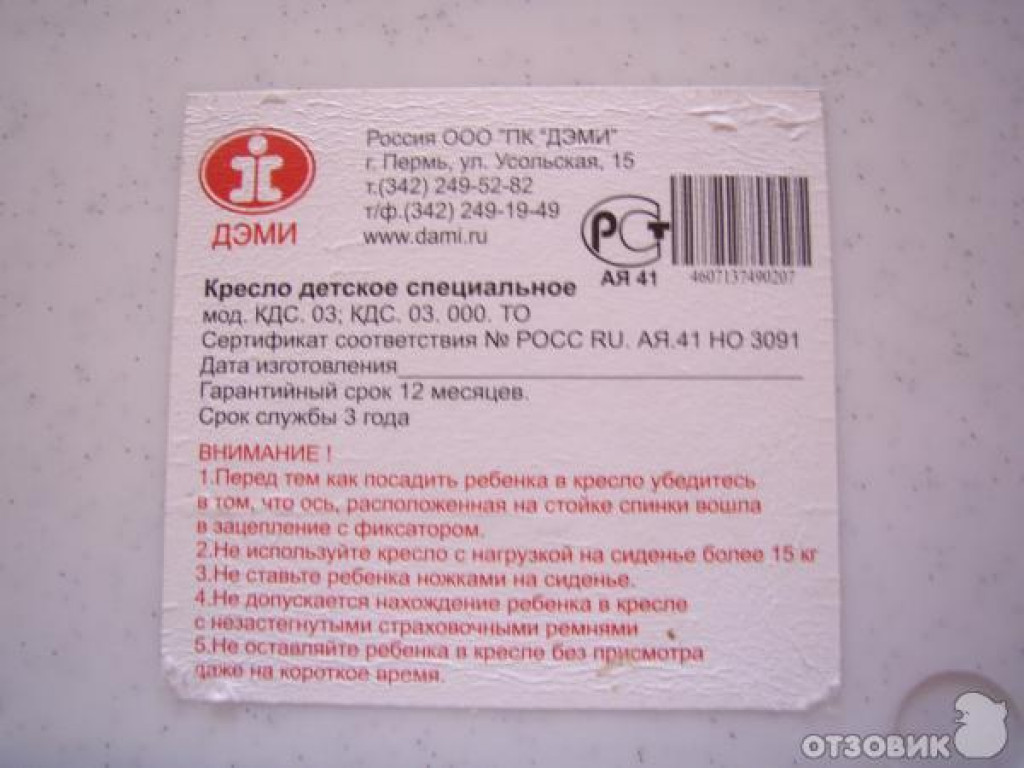 ДЭМИ
Россия ООО "ПК "ДЭМИ"
г. Пермь, ул. Усольская, 15
т.(342) 249-52-82
т/ф.(342) 249-19-49
www.dami.ru
РСТ
АЯ 41
4607137490207
Кресло детское специальное
мод. КДС. 03; КДС. 03. 000. ТО
Сертификат соответствия № РОСС RU. АЯ.41 НО 3091
Дата изготовления
Гарантийный срок 12 месяцев.
Срок службы 3 года
ВНИМАНИЕ !
1.Перед тем как посадить ребенка в кресло убедитесь
в том, что ось, расположенная на стойке спинки вошла
в зацепление с фиксатором.
2.Не используйте кресло с нагрузкой на сиденье более 15 кг
3.Не ставьте ребенка ножками на сиденье.
4.Не допускается нахождение ребенка в кресле
с незастегнутыми страховочными ремнями
5.Не оставляйте ребенка в кресле без присмотра
даже на короткое время.
ОТЗОВИК